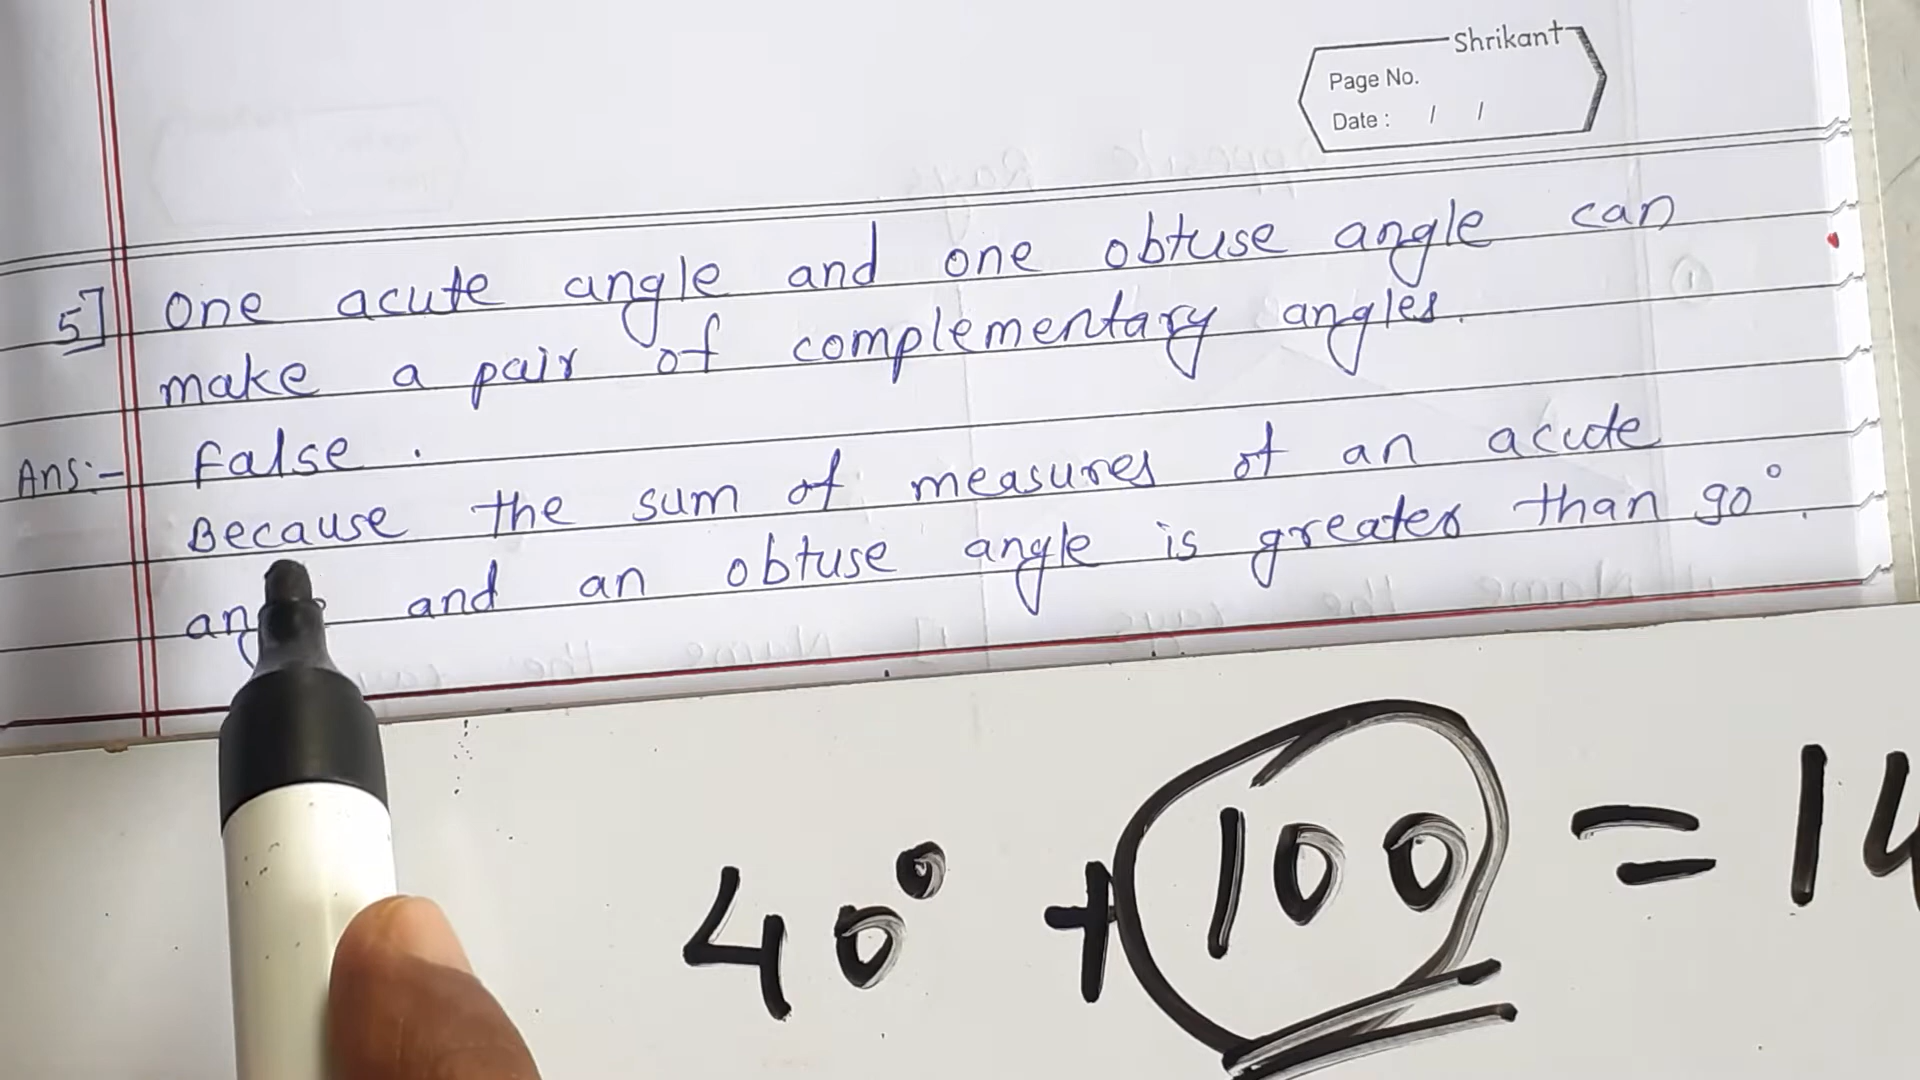 Shrikant
Page No.
Date : / /
5] One acute angle and one obtuse angle can
make a pair of complementary angles.
Ans:- False.
Because the sum of measures of an acute
and an obtuse angle is greater than 90°.
40° + 100 = 14